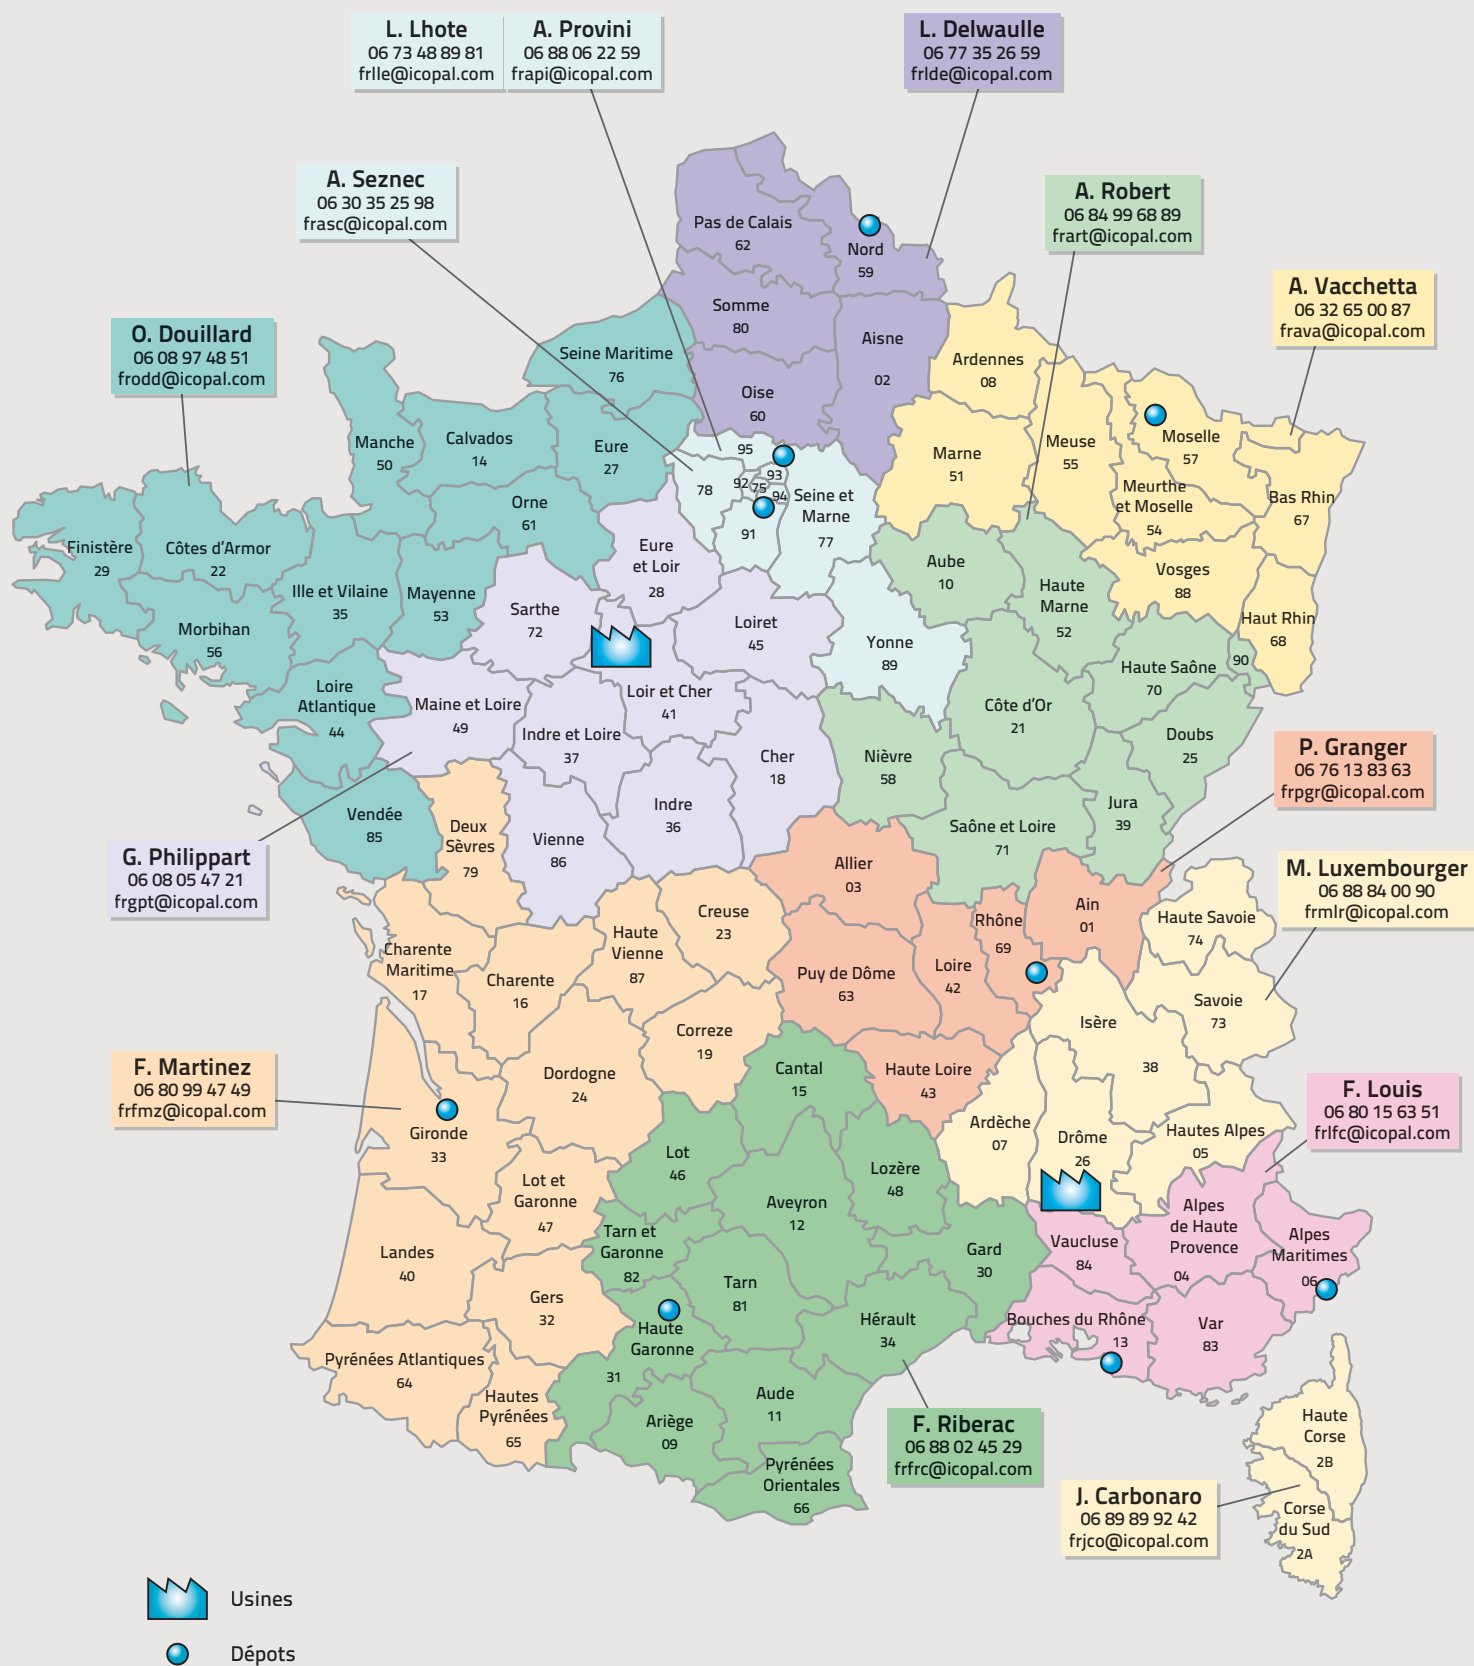 L. Lhote
06 73 48 89 81
frlle@icopal.com
A. Provini
06 88 06 22 59
frapi@icopal.com
L. Delwaulle
06 77 35 26 59
frlde@icopal.com
A. Seznec
06 30 35 25 98
frasc@icopal.com
A. Robert
06 84 99 68 89
frart@icopal.com
A. Vacchetta
06 32 65 00 87
frava@icopal.com
O. Douillard
06 08 97 48 51
frodd@icopal.com
Pas de Calais
62
Nord
59
Somme
80
Aisne
02
Oise
60
Seine Maritime
76
Ardennes
08
Marne
51
Meuse
55
Moselle
57
Meurthe
et Moselle
54
Bas Rhin
67
Vosges
88
Haut Rhin
68
Manche
50
Calvados
14
Eure
27
Orne
61
95
78
92
75
93
94
91
Seine et
Marne
77
Finistère
29
Côtes d'Armor
22
Ille et Vilaine
35
Mayenne
53
Morbihan
56
Loire
Atlantique
44
Vendée
85
Eure
et Loir
28
Sarthe
72
Loiret
45
Yonne
89
Aube
10
Haute
Marne
52
Haute Saône
70
90
Doubs
25
Côte d'Or
21
Nièvre
58
Saône et Loire
71
Jura
39
Maine et Loire
49
Indre et Loire
37
Loir et Cher
41
Cher
18
Indre
36
Vienne
86
Deux
Sèvres
79
G. Philippart
06 08 05 47 21
frgpt@icopal.com
P. Granger
06 76 13 83 63
frpgr@icopal.com
M. Luxembourger
06 88 84 00 90
frmlr@icopal.com
Allier
03
Creuse
23
Haute
Vienne
87
Charente
Maritime
17
Charente
16
Puy de Dôme
63
Loire
42
Rhône
69
Ain
01
Haute Savoie
74
Savoie
73
Isère
38
Correze
19
Dordogne
24
Cantal
15
Haute Loire
43
Ardèche
07
Drôme
26
Hautes Alpes
05
F. Martinez
06 80 99 47 49
frfmz@icopal.com
F. Louis
06 80 15 63 51
frlfc@icopal.com
Gironde
33
Lot et
Garonne
47
Lot
46
Aveyron
12
Lozère
48
Landes
40
Tarn et
Garonne
82
Tarn
81
Gard
30
Vaucluse
84
Alpes
de Haute
Provence
04
Alpes
Maritimes
06
Gers
32
Haute
Garonne
31
Hérault
34
Bouches du Rhône
13
Var
83
Pyrénées Atlantiques
64
Hautes
Pyrénées
65
Ariège
09
Aude
11
Pyrénées
Orientales
66
F. Riberac
06 88 02 45 29
frfrc@icopal.com
J. Carbonaro
06 89 89 92 42
frjco@icopal.com
Haute
Corse
2B
Corse
du Sud
2A
Usines
Dépots